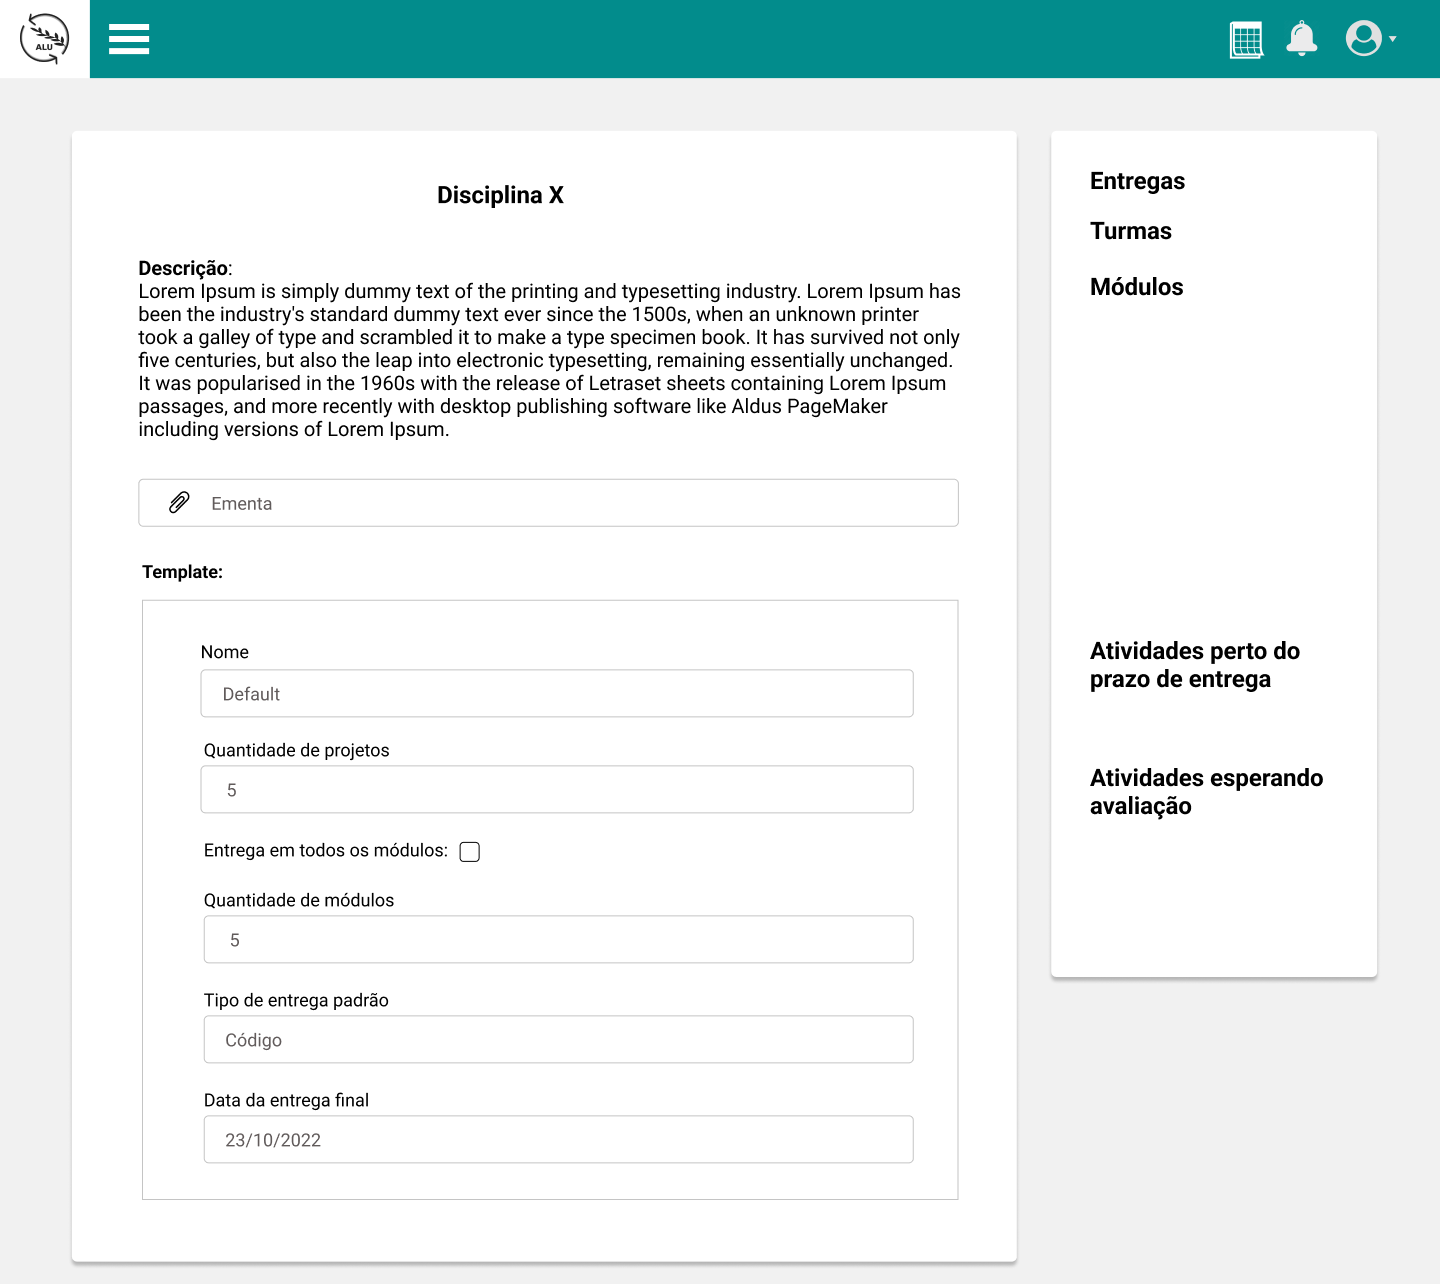 ALU
Disciplina X
Descrição:
Lorem Ipsum is simply dummy text of the printing and typesetting industry. Lorem Ipsum has
been the industry's standard dummy text ever since the 1500s, when an unknown printer
took a galley of type and scrambled it to make a type specimen book. It has survived not only
five centuries, but also the leap into electronic typesetting, remaining essentially unchanged.
It was popularised in the 1960s with the release of Letraset sheets containing Lorem Ipsum
passages, and more recently with desktop publishing software like Aldus PageMaker
including versions of Lorem Ipsum.
Ementa
Template:
Nome
Default
Quantidade de projetos
5
Entrega em todos os módulos:
Quantidade de módulos
5
Tipo de entrega padrão
Código
Data da entrega final
23/10/2022
Entregas
Turmas
Módulos
Atividades perto do
prazo de entrega
Atividades esperando
avaliação